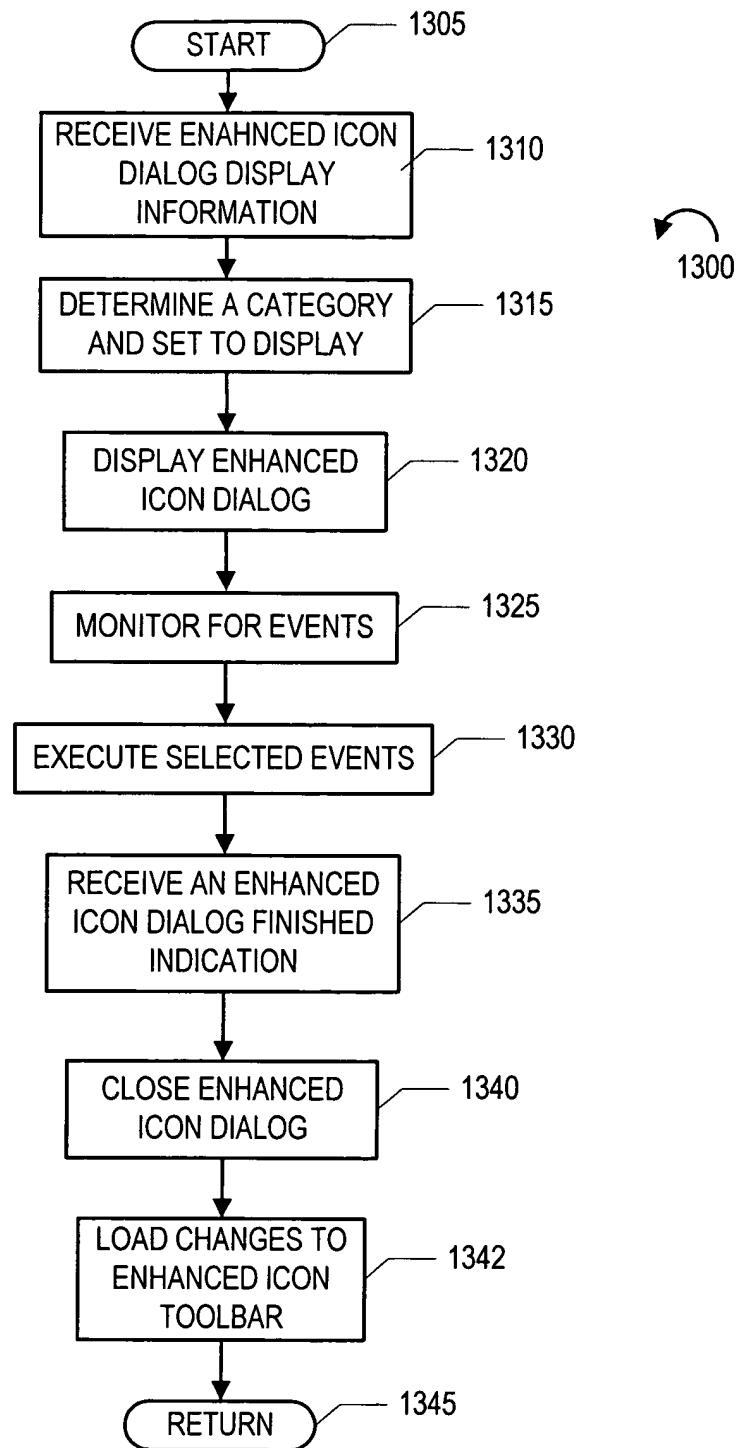 START
1305
RECEIVE ENAHNCED ICON
DIALOG DISPLAY
INFORMATION
1310
1300
DETERMINE A CATEGORY
AND SET TO DISPLAY
1315
DISPLAY ENHANCED
ICON DIALOG
1320
MONITOR FOR EVENTS
1325
EXECUTE SELECTED EVENTS
1330
RECEIVE AN ENHANCED
ICON DIALOG FINISHED
INDICATION
1335
CLOSE ENHANCED
ICON DIALOG
1340
LOAD CHANGES TO
ENHANCED ICON
TOOLBAR
1342
RETURN
1345